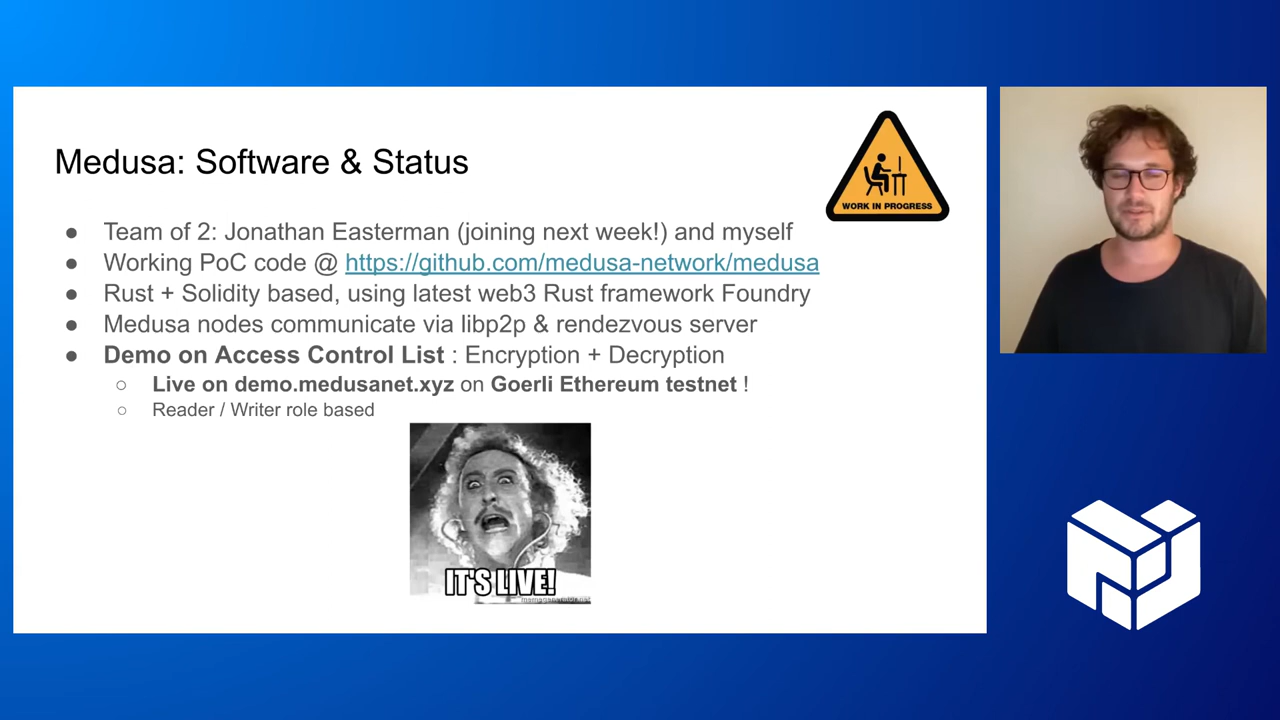 Medusa: Software & Status
WORK IN PROGRESS
● Team of 2: Jonathan Easterman (joining next week!) and myself
● Working PoC code @ https://github.com/medusa-network/medusa
● Rust + Solidity based, using latest web3 Rust framework Foundry
● Medusa nodes communicate via libp2p & rendezvous server
● Demo on Access Control List : Encryption + Decryption
○ Live on demo.medusanet.xyz on Goerli Ethereum testnet !
○ Reader / Writer role based
IT'S LIVE!
memegenerator.net